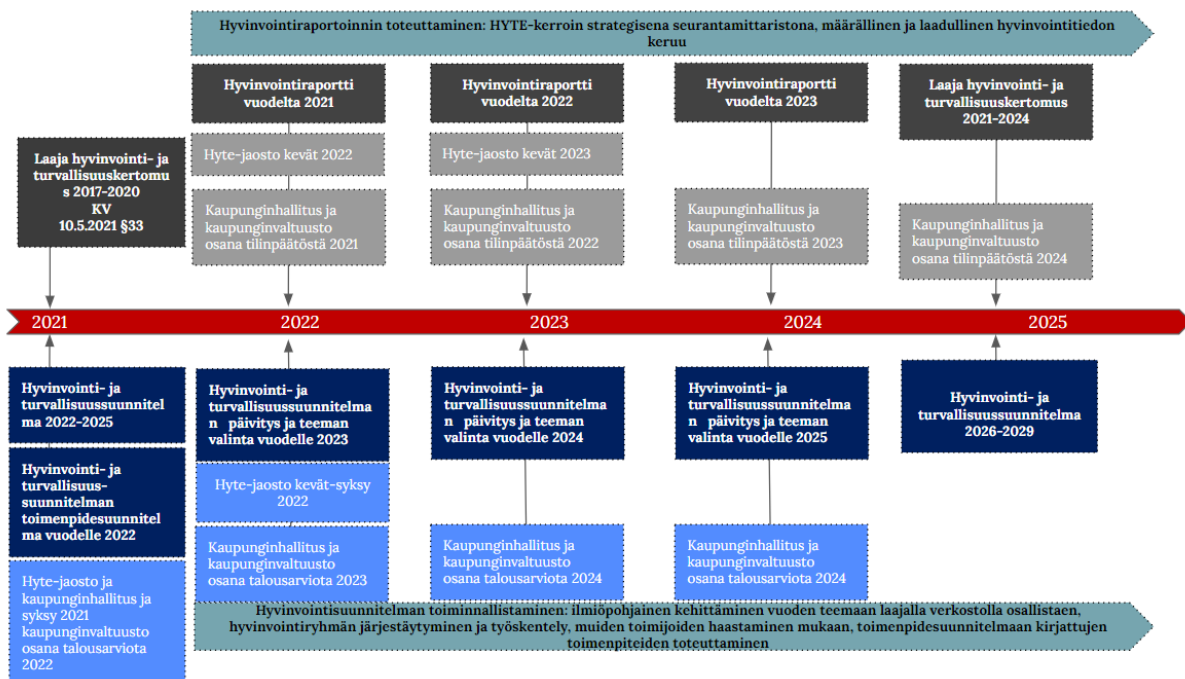 Hyvinvointiraportoinnin toteuttaminen: HYTE-kerroin strategisena seurantamittaristona, määrällinen ja laadullinen hyvinvointitiedon
keruu
Laaja hyvinvointi- ja
turvallisuuskertomu
s 2017-2020
KV
10.5.2021 §33
Hyvinvointiraportti
vuodelta 2021
Hyte-jaosto kevät 2022
Kaupunginhallitus ja
kaupunginvaltuusto
osana tilinpäätöstä 2021
Hyvinvointiraportti
vuodelta 2022
Hyte-jaosto kevät 2023
Kaupunginhallitus ja
kaupunginvaltuusto
osana tilinpäätöstä 2022
Hyvinvointiraportti
vuodelta 2023
Kaupunginhallitus ja
kaupunginvaltuusto
osana tilinpäätöstä 2023
Laaja hyvinvointi- ja
turvallisuuskertomus
2021-2024
Kaupunginhallitus ja
kaupunginvaltuusto
osana tilinpäätöstä 2024
2021 2022 2023 2024 2025
Hyvinvointi- ja
turvallisuussuunnitel
ma 2022-2025
Hyvinvointi- ja
turvallisuus-
suunnitelman
toimenpidesuunnitel
ma vuodelle 2022
Hyte-jaosto ja
kaupunginhallitus ja
syksy 2021
kaupunginvaltuusto
osana talousarviota
2022
Hyvinvointi- ja
turvallisuussuunnitelma
n päivitys ja teeman
valinta vuodelle 2023
Hyte-jaosto kevät-syksy
2022
Kaupunginhallitus ja
kaupunginvaltuusto
osana talousarviota 2023
Hyvinvointi- ja
turvallisuussuunnitelma
n päivitys ja teeman
valinta vuodelle 2024
Kaupunginhallitus ja
kaupunginvaltuusto
osana talousarviota 2024
Hyvinvointi- ja
turvallisuussuunnitelma
n päivitys ja teeman
valinta vuodelle 2025
Kaupunginhallitus ja
kaupunginvaltuusto
osana talousarviota 2024
Hyvinvointi- ja
turvallisuussuunnitelma
2026-2029
Hyvinvointisuunnitelman toiminnallistaminen: ilmiöpohjainen kehittäminen vuoden teemaan laajalla verkostolla osallistaen,
hyvinvointiryhmän järjestäytyminen ja työskentely, muiden toimijoiden haastaminen mukaan, toimenpidesuunnitelmaan kirjattujen
toimenpiteiden toteuttaminen